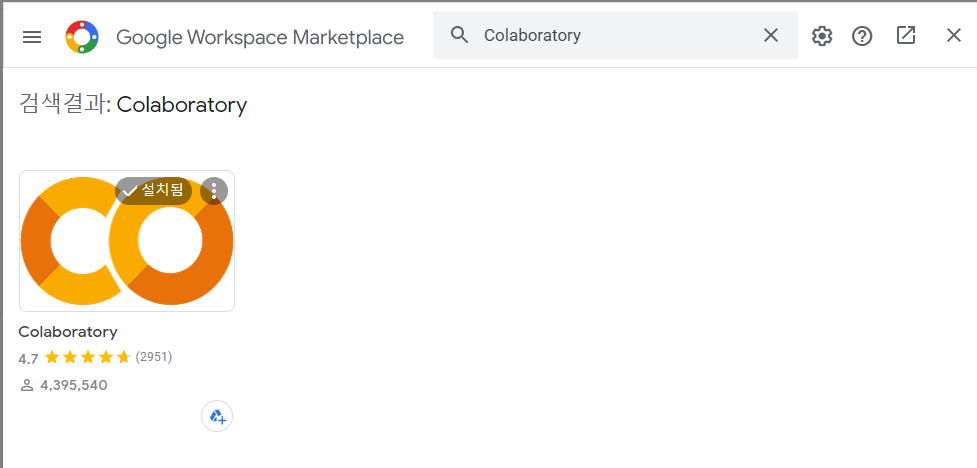 Google Workspace Marketplace
Colaboratory
검색결과: Colaboratory
설치됨
Colaboratory
4.7 (2951)
4,395,540